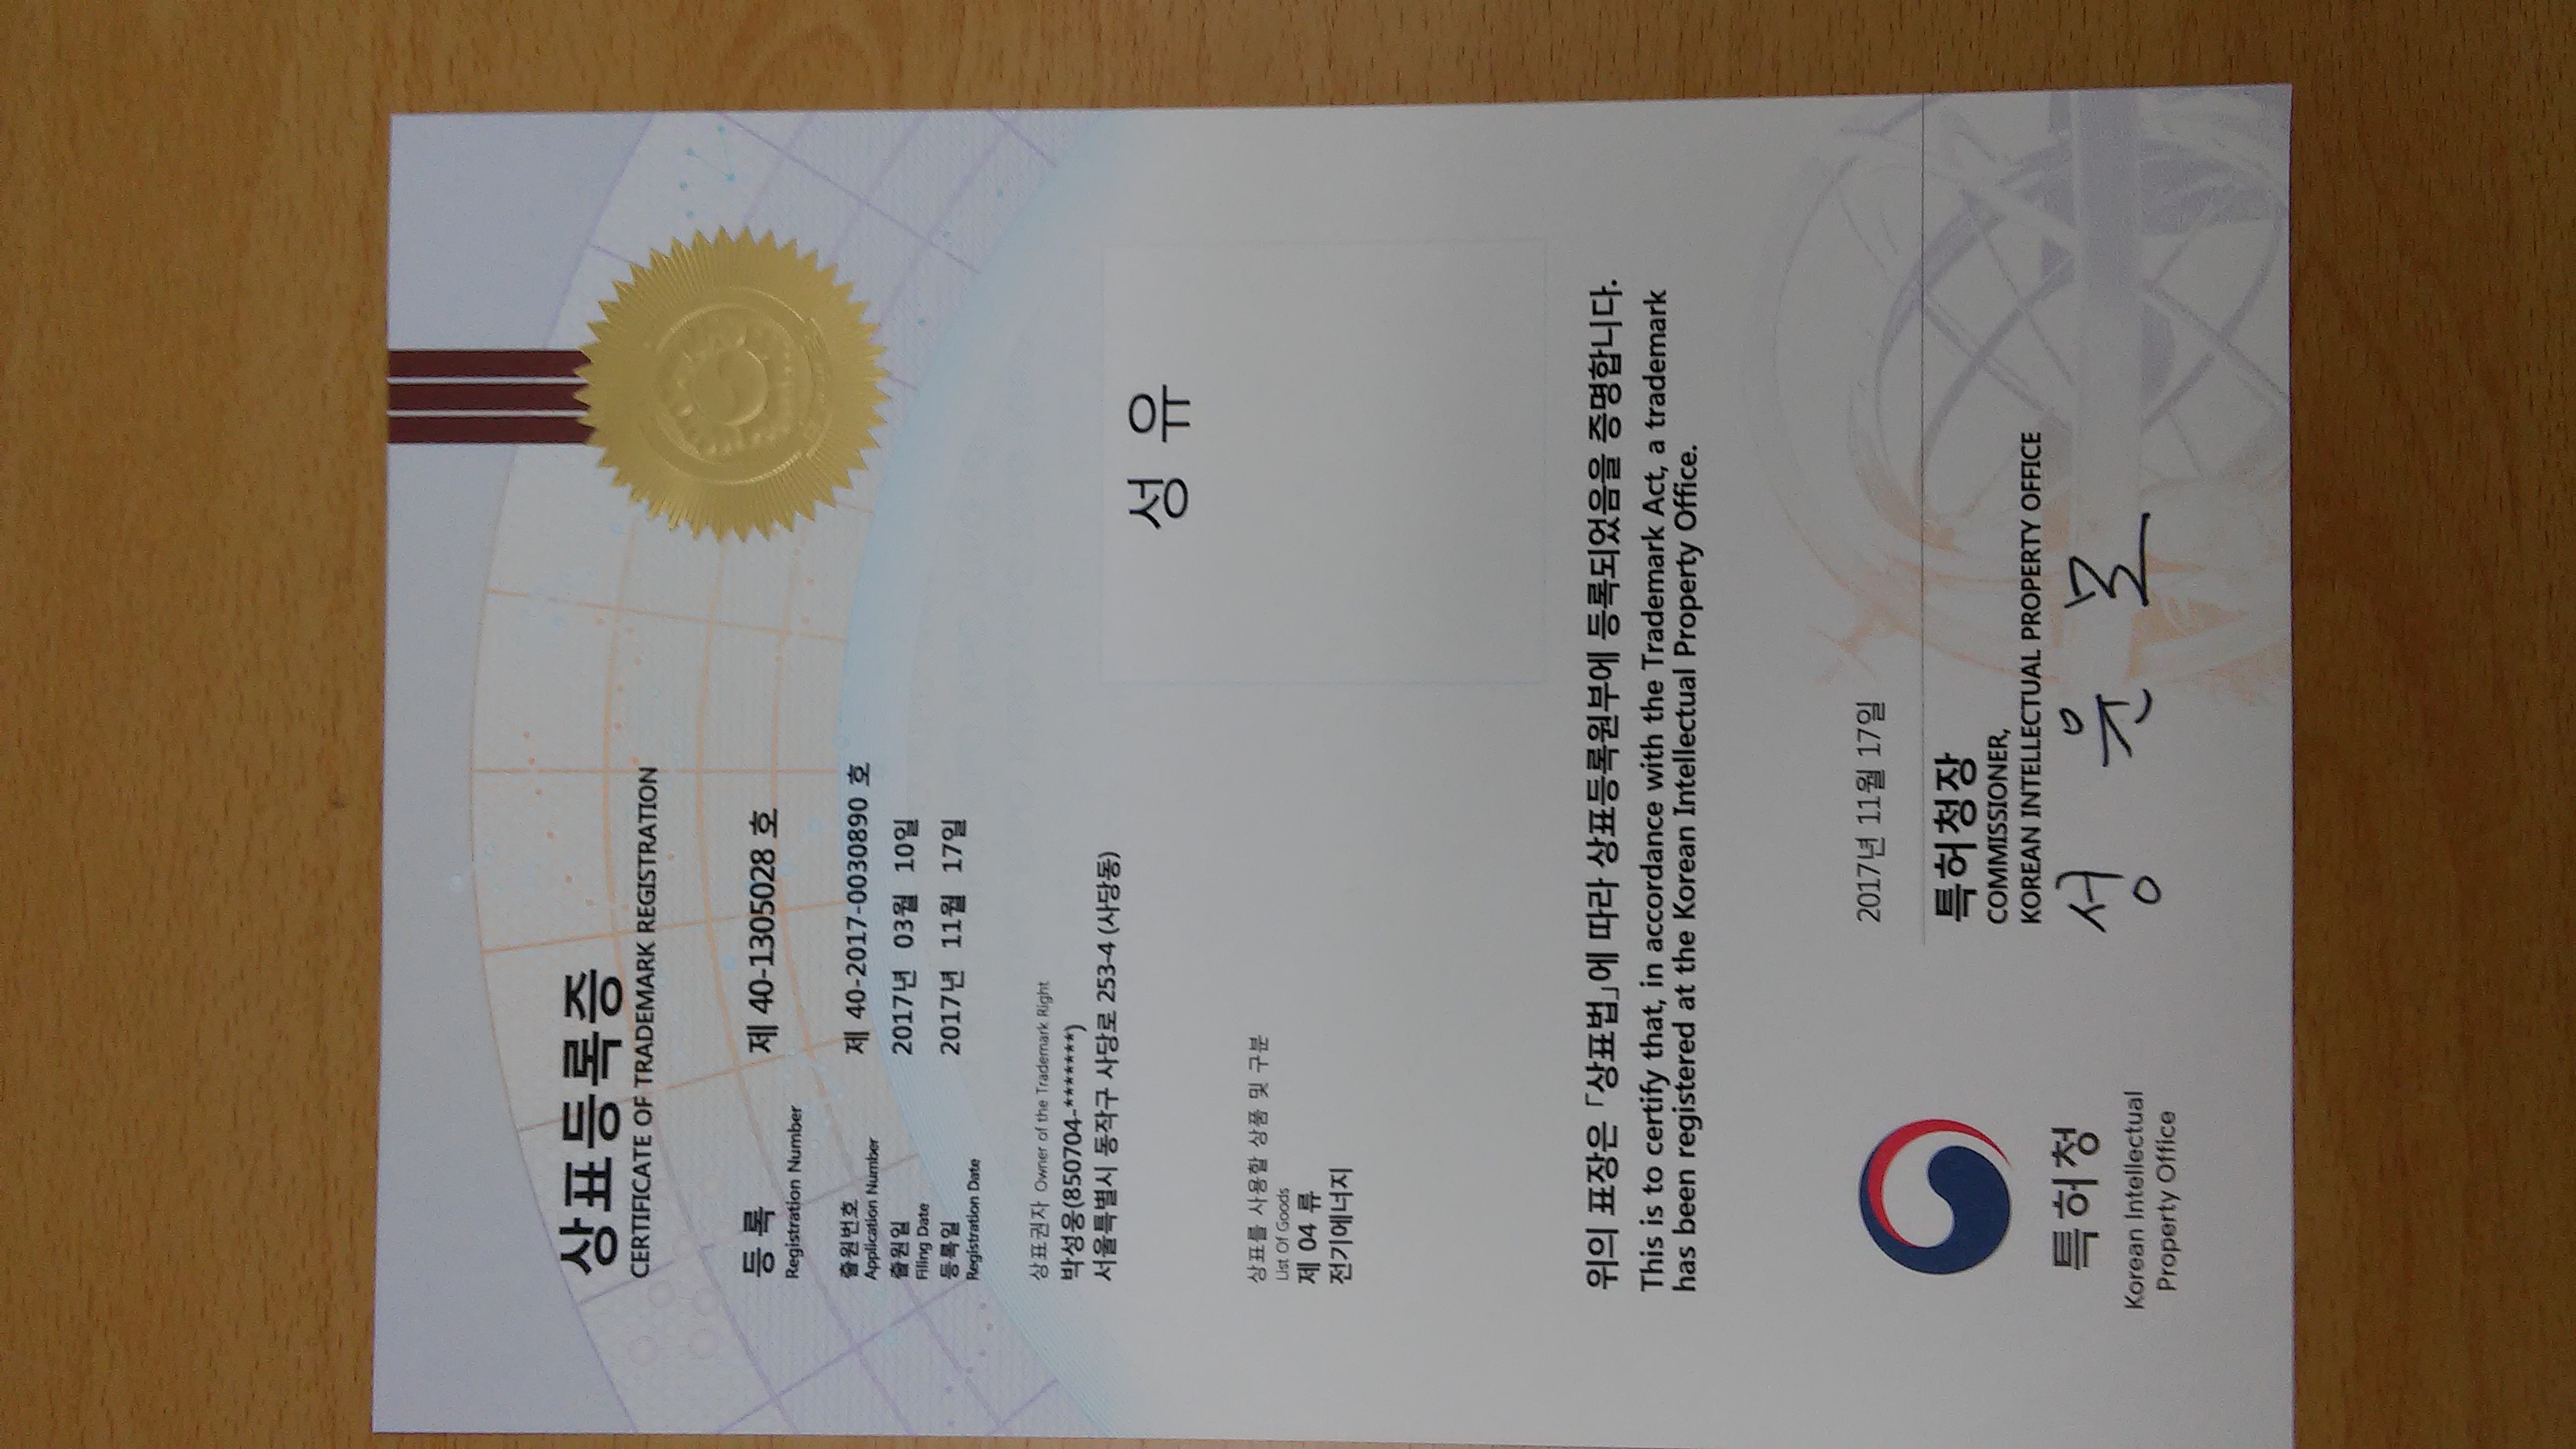 상표등록증
CERTIFICATE OF TRADEMARK REGISTRATION
등 록 제 40-1305028 호
Registration Number
출원번호 제 40-2017-0030890 호
Application Number
출원일 2017년 03월 10일
Filing Date
등록일 2017년 11월 17일
Registration Date
상표권자 Owner of the Trademark Right
박성웅(850704-*******)
서울특별시 동작구 사당로 253-4 (사당동)
성 유
상표를 사용할 상품 및 구분
List Of Goods
제 04 류
전기에너지
위의 표장은 「상표법」에 따라 상표등록원부에 등록되었음을 증명합니다.
This is to certify that, in accordance with the Trademark Act, a trademark
has been registered at the Korean Intellectual Property Office.
2017년 11월 17일
특허청장
COMMISSIONER,
KOREAN INTELLECTUAL PROPERTY OFFICE
성 윤 모
특허청
Korean Intellectual
Property Office